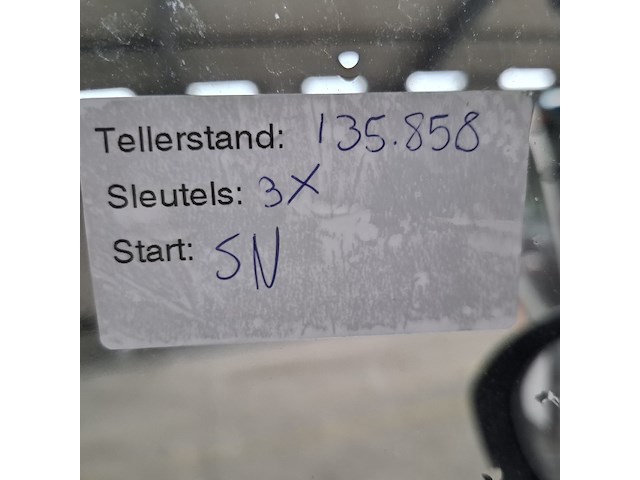 Tellerstand: 135.858
Sleutels: 3X
Start: SN